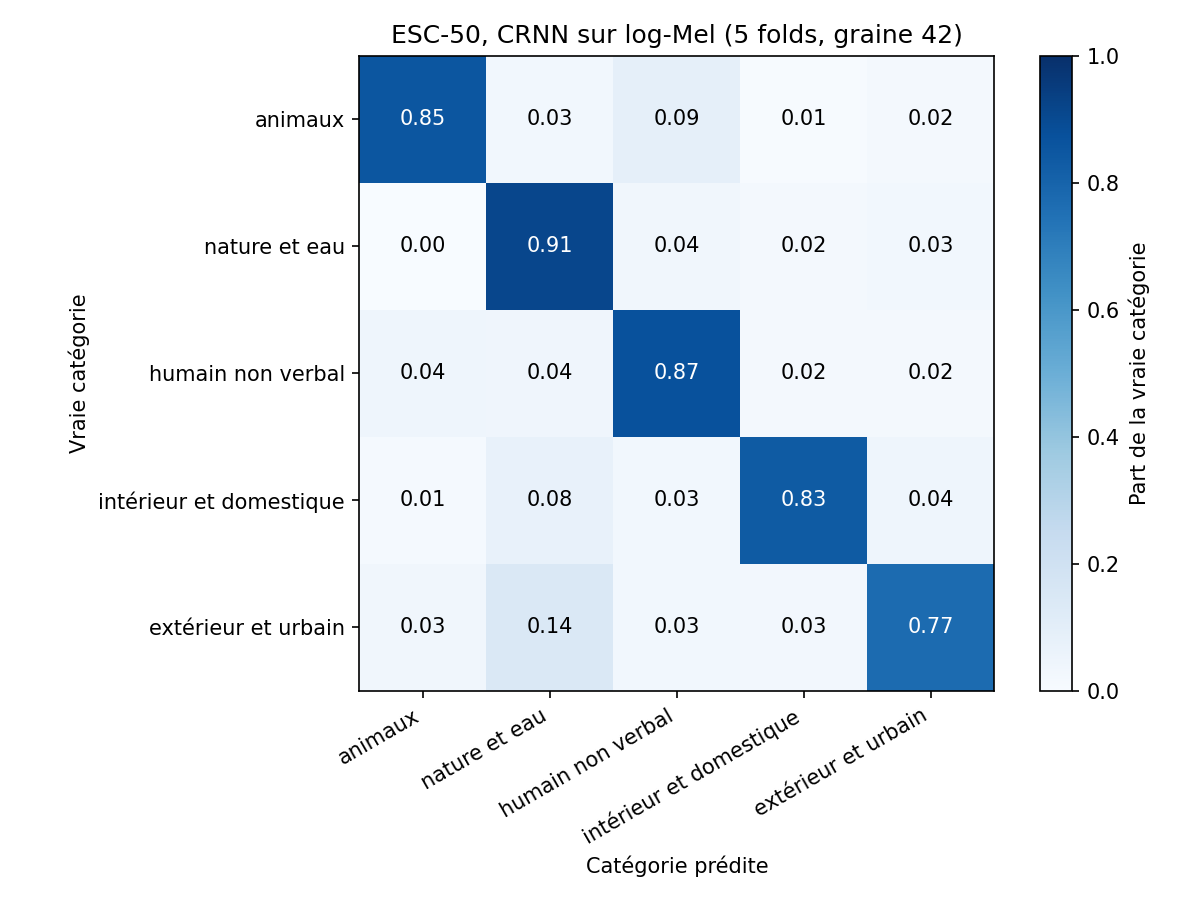 ESC-50, CRNN sur log-Mel (5 folds, graine 42)
Vraie catégorie
animaux 0.85 0.03 0.09 0.01 0.02
nature et eau 0.00 0.91 0.04 0.02 0.03
humain non verbal 0.04 0.04 0.87 0.02 0.02
intérieur et domestique 0.01 0.08 0.03 0.83 0.04
extérieur et urbain 0.03 0.14 0.03 0.03 0.77
animaux
nature et eau
humain non verbal
intérieur et domestique
extérieur et urbain
Catégorie prédite
1.0
0.8
0.6
0.4
0.2
0.0
Part de la vraie catégorie